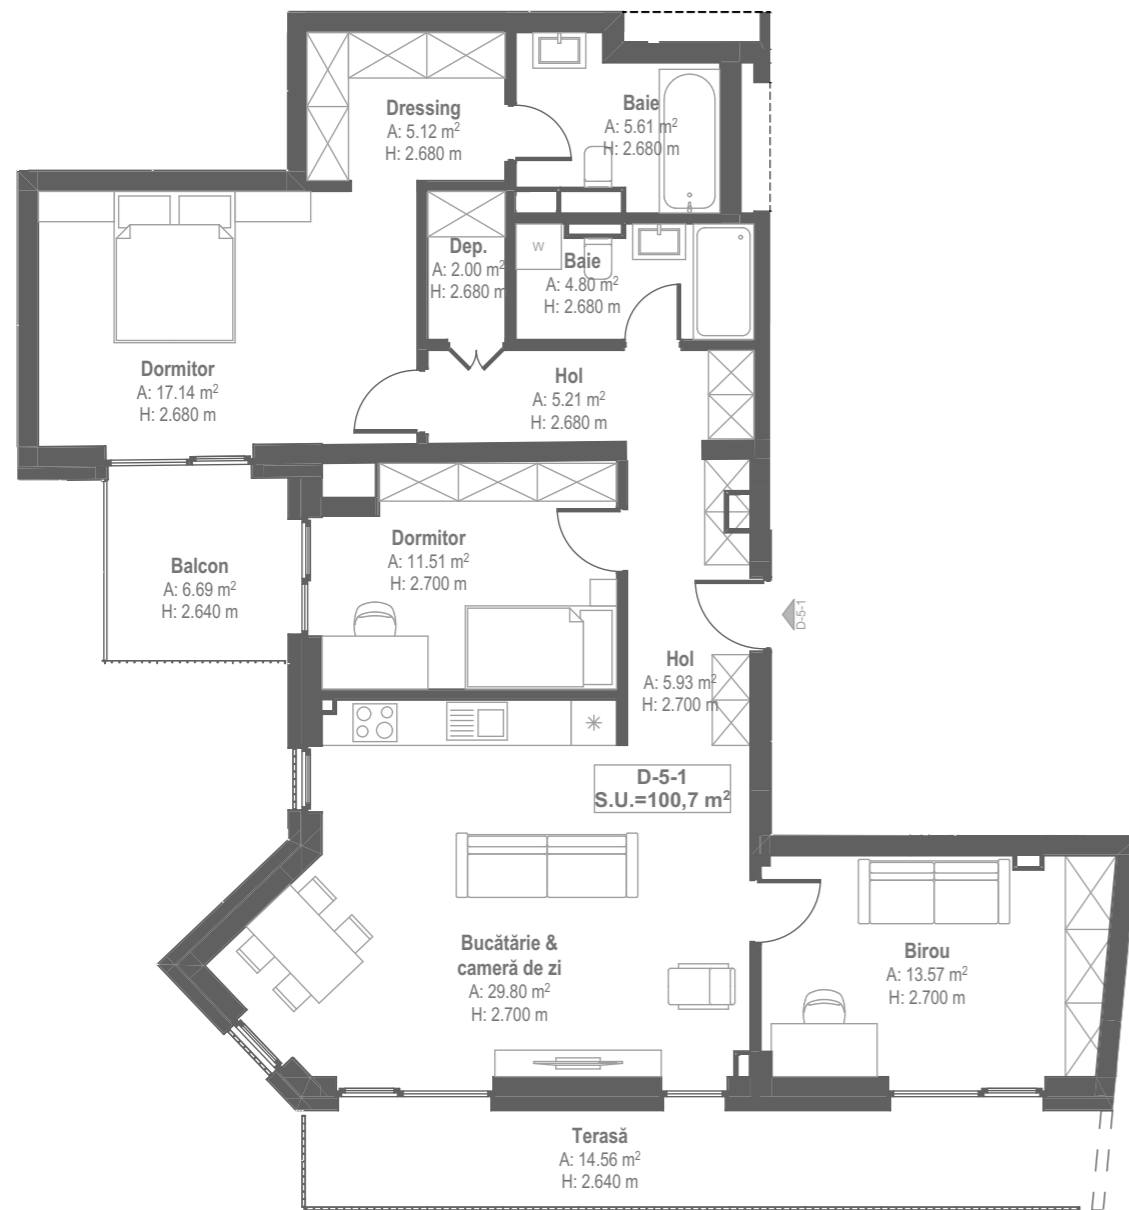 Dressing
A: 5.12 m²
H: 2.680 m
Baie
A: 5.61 m²
H: 2.680 m
Dep.
A: 2.00 m²
H: 2.680 m
W
Baie
A: 4.80 m²
H: 2.680 m
Dormitor
A: 17.14 m²
H: 2.680 m
Hol
A: 5.21 m²
H: 2.680 m
Dormitor
A: 11.51 m²
H: 2.700 m
Balcon
A: 6.69 m²
H: 2.640 m
D-5-1
Hol
A: 5.93 m²
H: 2.700 m
D-5-1
S.U.=100,7 m²
Bucătărie &
cameră de zi
A: 29.80 m²
H: 2.700 m
Birou
A: 13.57 m²
H: 2.700 m
Terasă
A: 14.56 m²
H: 2.640 m